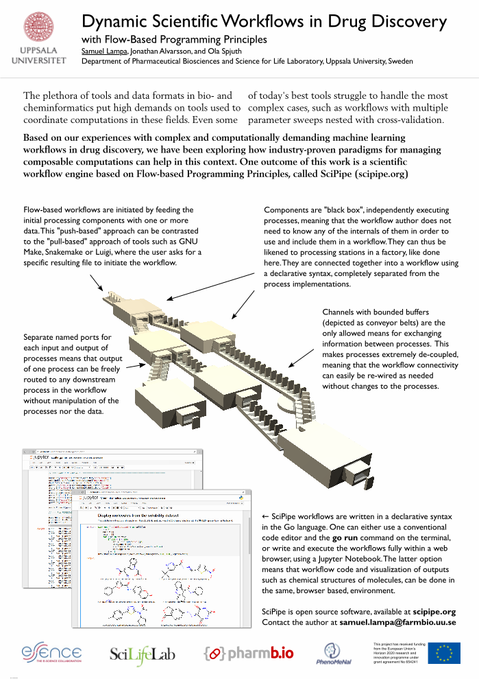 UPPSALA
UNIVERSITET
Dynamic Scientific Workflows in Drug Discovery
with Flow-Based Programming Principles
Samuel Lampa, Jonathan Alvarsson, and Ola Spjuth
Department of Pharmaceutical Biosciences and Science for Life Laboratory, Uppsala University, Sweden
The plethora of tools and data formats in bio- and
cheminformatics put high demands on tools used to
coordinate computations in these fields. Even some
of today's best tools struggle to handle the most
complex cases, such as workflows with multiple
parameter sweeps nested with cross-validation.
Based on our experiences with complex and computationally demanding machine learning
workflows in drug discovery, we have been exploring how industry-proven paradigms for managing
composable computations can help in this context. One outcome of this work is a scientific
workflow engine based on Flow-based Programming Principles, called SciPipe (scipipe.org)
Flow-based workflows are initiated by feeding the
initial processing components with one or more
data. This "push-based" approach can be contrasted
to the "pull-based" approach of tools such as GNU
Make, Snakemake or Luigi, where the user asks for a
specific resulting file to initiate the workflow.
Components are "black box", independently executing
processes, meaning that the workflow author does not
need to know any of the internals of them in order to
use and include them in a workflow. They can thus be
likened to processing stations in a factory, like done
here. They are connected together into a workflow using
a declarative syntax, completely separated from the
process implementations.
Channels with bounded buffers
(depicted as conveyor belts) are the
only allowed means for exchanging
information between processes. This
makes processes extremely de-coupled,
meaning that the workflow connectivity
can easily be re-wired as needed
without changes to the processes.
Separate named ports for
each input and output of
processes means that output
of one process can be freely
routed to any downstream
process in the workflow
without manipulation of the
processes nor the data.
jupyter
jupyter
← SciPipe workflows are written in a declarative syntax
in the Go language. One can either use a conventional
code editor and the go run command on the terminal,
or write and execute the workflows fully within a web
browser, using a Jupyter Notebook. The latter option
means that workflow code and visualization of outputs
such as chemical structures of molecules, can be done in
the same, browser based, environment.
SciPipe is open source software, available at scipipe.org
Contact the author at samuel.lampa@farmbio.uu.se
essence
THE E-SCIENCE COLLABORATION
SciLifeLab
pharmb.io
PhenoMeNal
This project has received funding
from the European Union's
Horizon 2020 research and
innovation programme under
grant agreement No 654241